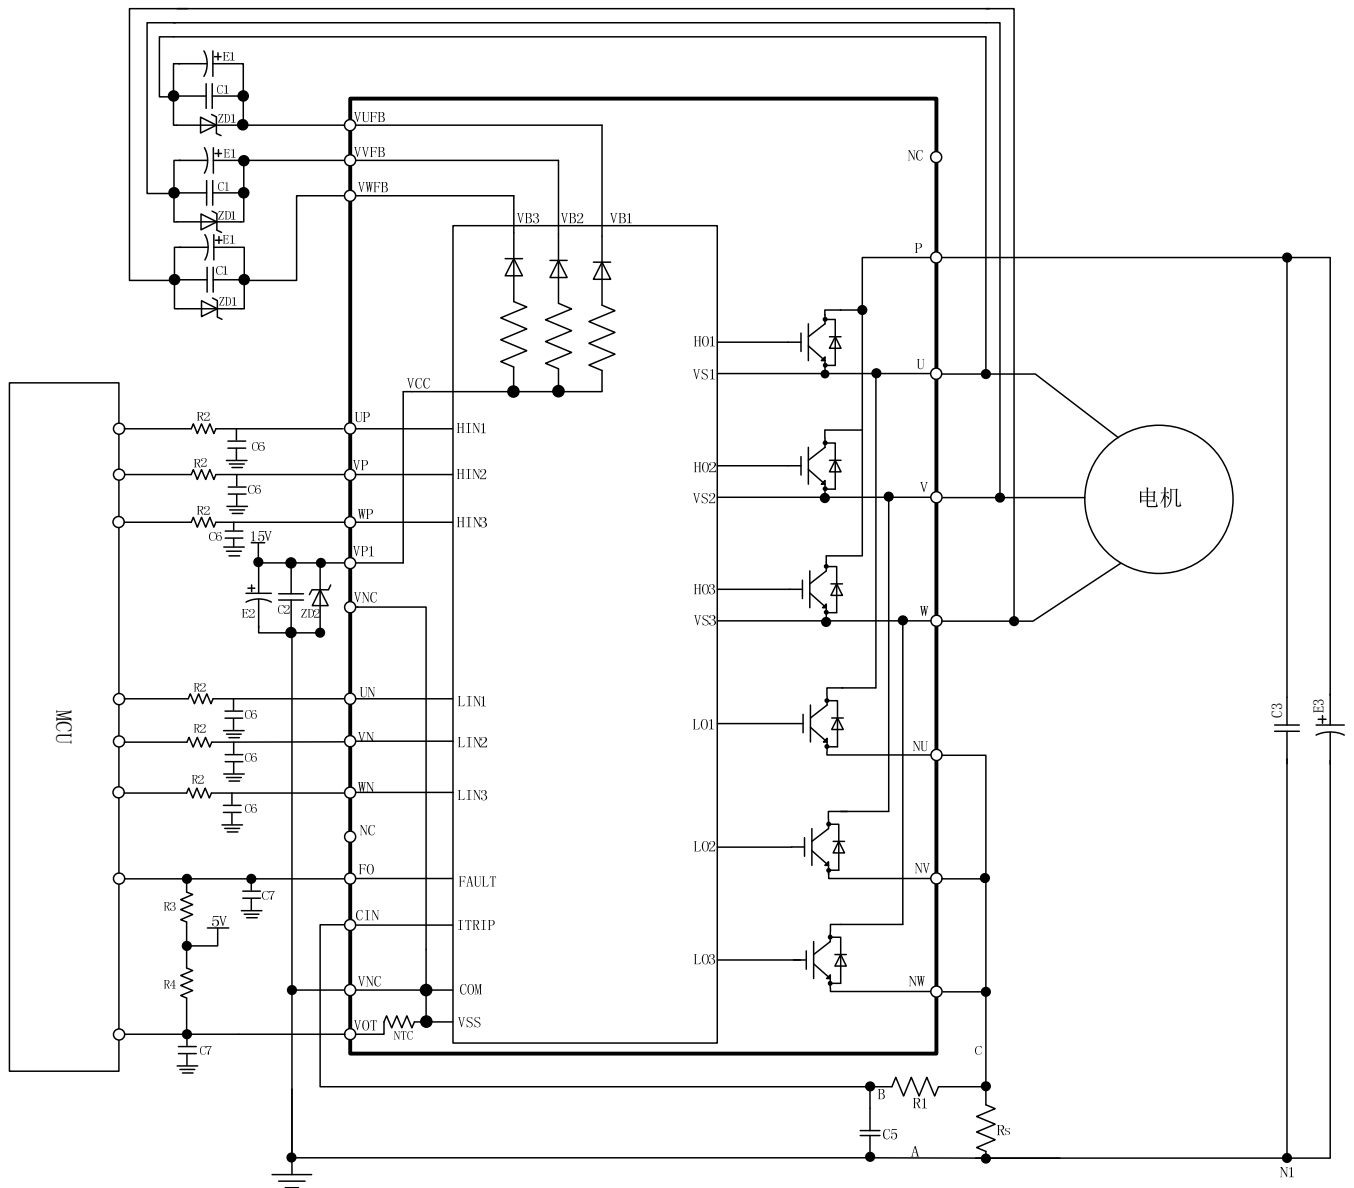 E1
C1
ZD1
VUFB
E1
VVFB
NC
C1
VWFB
ZD1
VB3 VB2 VB1
E1
P
C1
ZD1
HO1
U
VS1
VCC
UP
R2
HIN1
C6
VP
R2
HIN2
HO2
V
C6
VS2
电机
WP
R2
HIN3
C6
15V
VP1
HO3
VNC
E2
C2
ZD2
W
VS3
UN
R2
LIN1
C6
MCU
C3
E3
LO1
VN
R2
LIN2
NU
C6
WN
R2
LIN3
C6
NC
LO2
FO
NV
FAULT
C7
R3
CIN
5V
ITRIP
LO3
VNC
NW
R4
COM
VOT
VSS
NTC
C7
C
B
R1
Rs
C5
A
N1